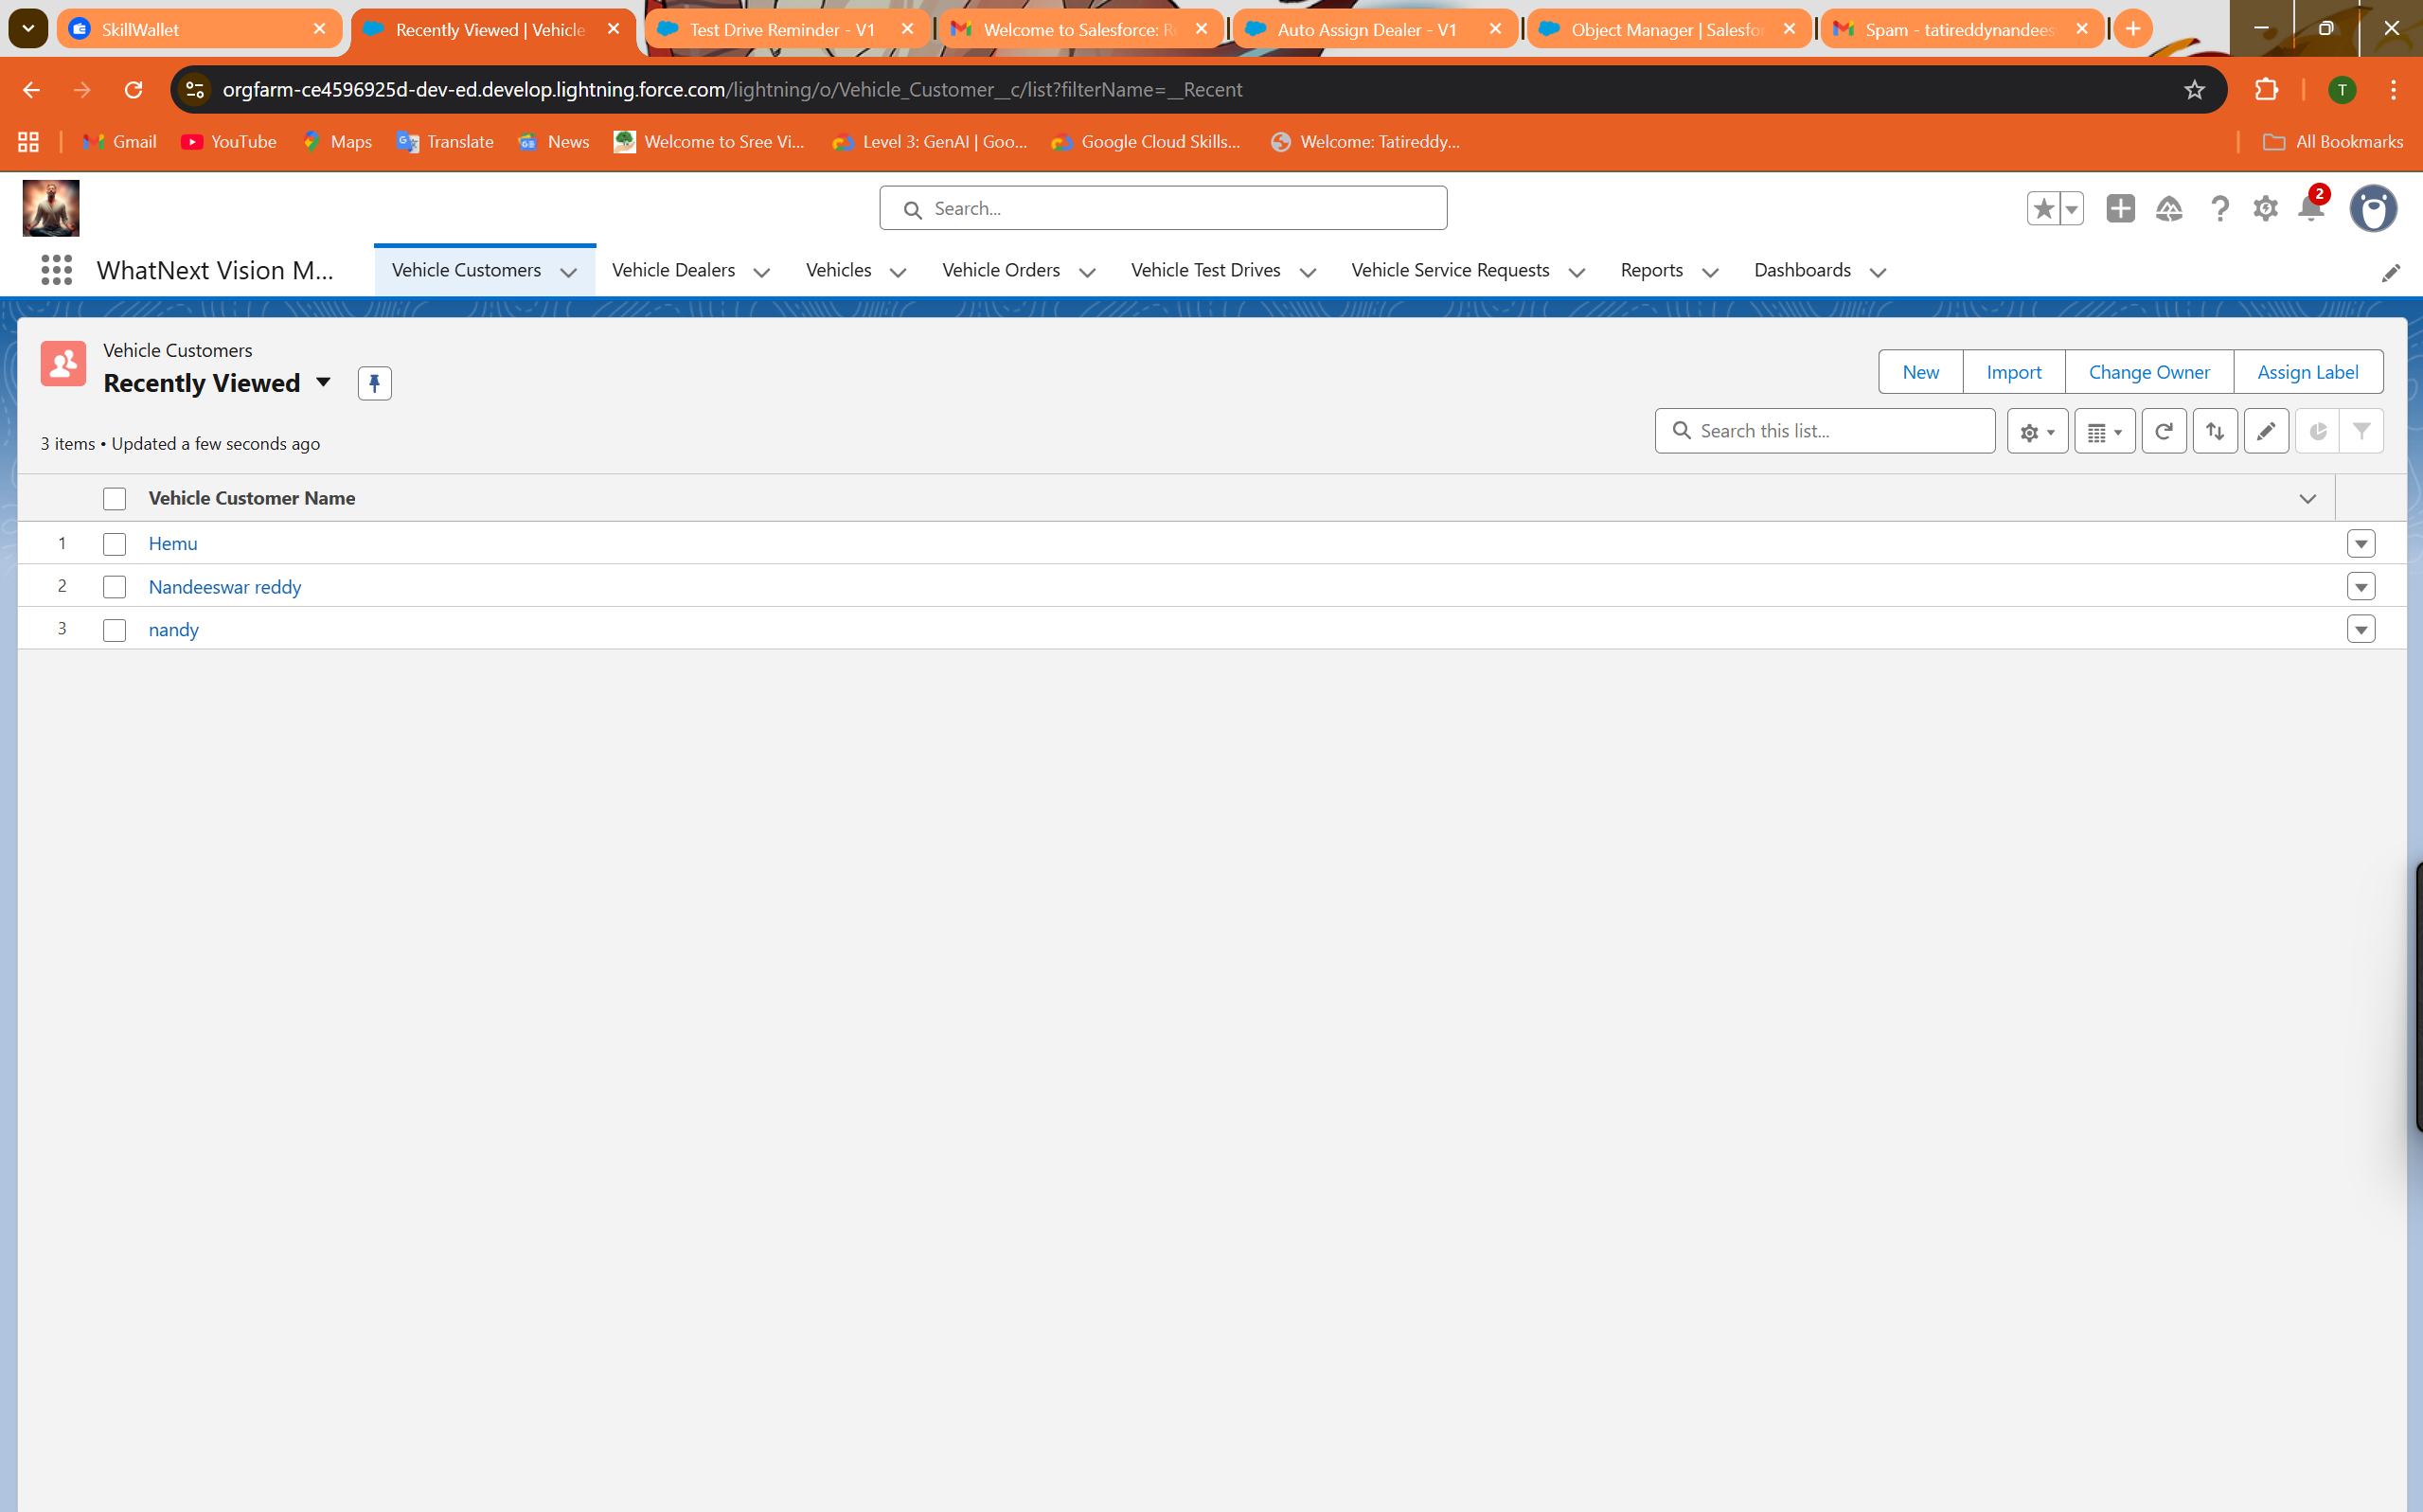 SkillWallet
Recently Viewed | Vehicle
Test Drive Reminder - V1
Welcome to Salesforce: R
Auto Assign Dealer - V1
Object Manager | Salesfor
Spam - tatireddynandees
orgfarm-ce4596925d-dev-ed.develop.lightning.force.com/lightning/o/Vehicle_Customer__c/list?filterName=__Recent
T
Gmail
YouTube
Maps
Translate
News
Welcome to Sree Vi...
Level 3: GenAI | Goo...
Google Cloud Skills...
Welcome: Tatireddy...
All Bookmarks
Search...
2
WhatNext Vision M...
Vehicle Customers
Vehicle Dealers
Vehicles
Vehicle Orders
Vehicle Test Drives
Vehicle Service Requests
Reports
Dashboards
Vehicle Customers
Recently Viewed
New
Import
Change Owner
Assign Label
3 items • Updated a few seconds ago
Search this list...
Vehicle Customer Name
1 Hemu
2 Nandeeswar reddy
3 nandy